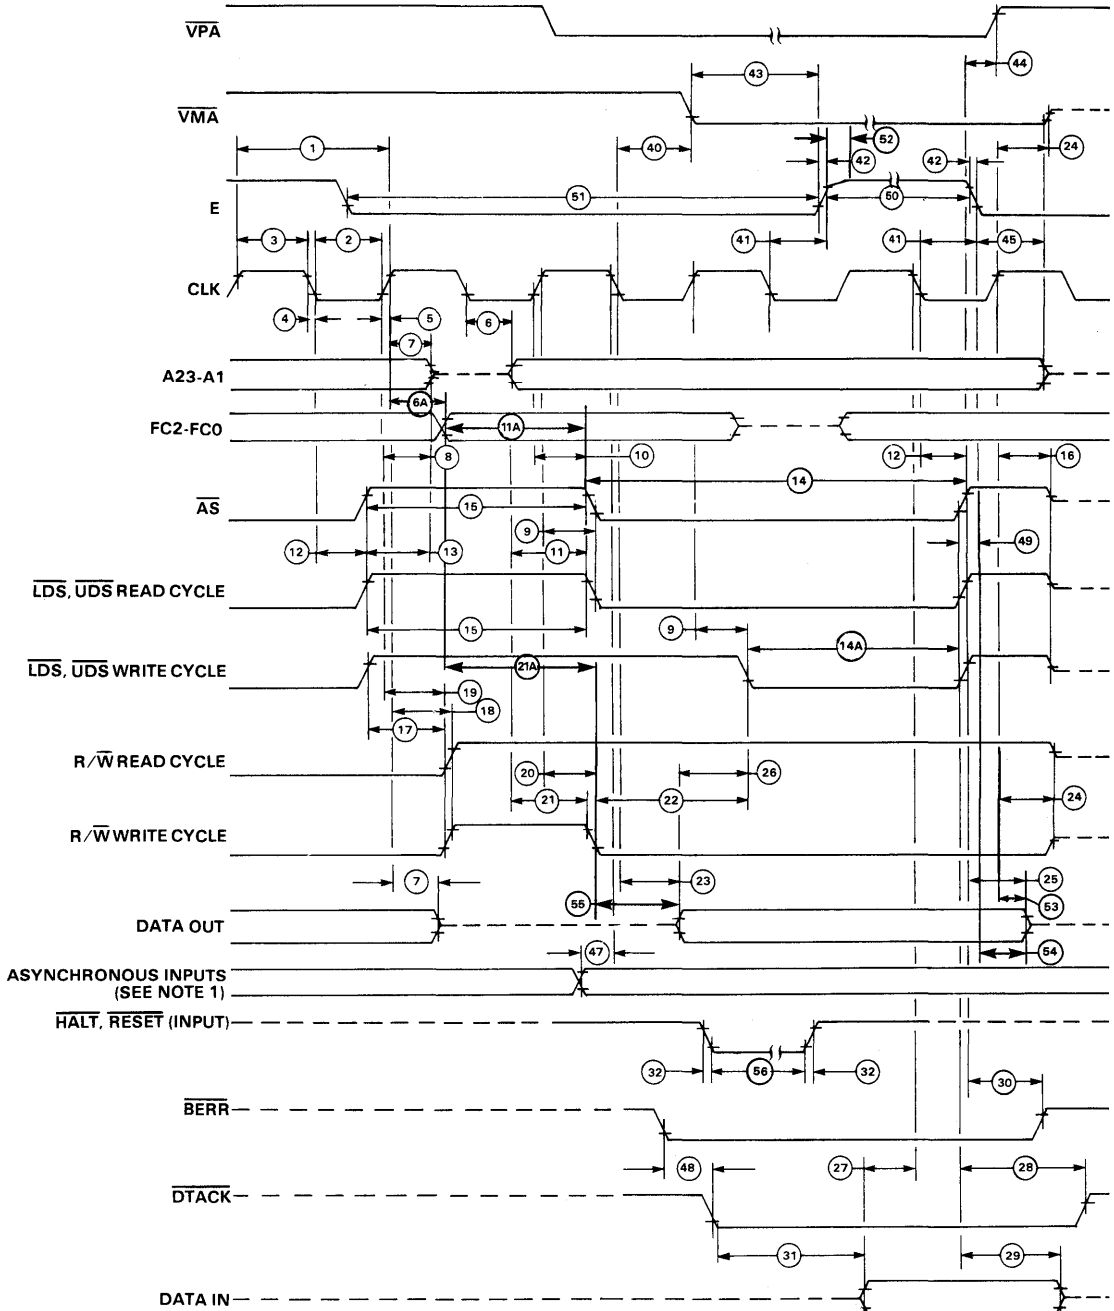 VPA
44
43
VMA
52
1
40
42
42
24
51
50
E
3
2
41
41
45
CLK
4
5
6
7
A23-A1
6A
FC2-FC0
11A
8
10
12
16
14
AS
15
9
12
13
11
49
LDS, UDS READ CYCLE
15
9
14A
21A
LDS, UDS WRITE CYCLE
19
18
17
R/W READ CYCLE
20
26
21
22
24
R/W WRITE CYCLE
7
23
25
55
53
DATA OUT
47
54
ASYNCHRONOUS INPUTS
(SEE NOTE 1)
HALT, RESET (INPUT)
32
56
32
30
BERR
48
27
28
DTACK
31
29
DATA IN